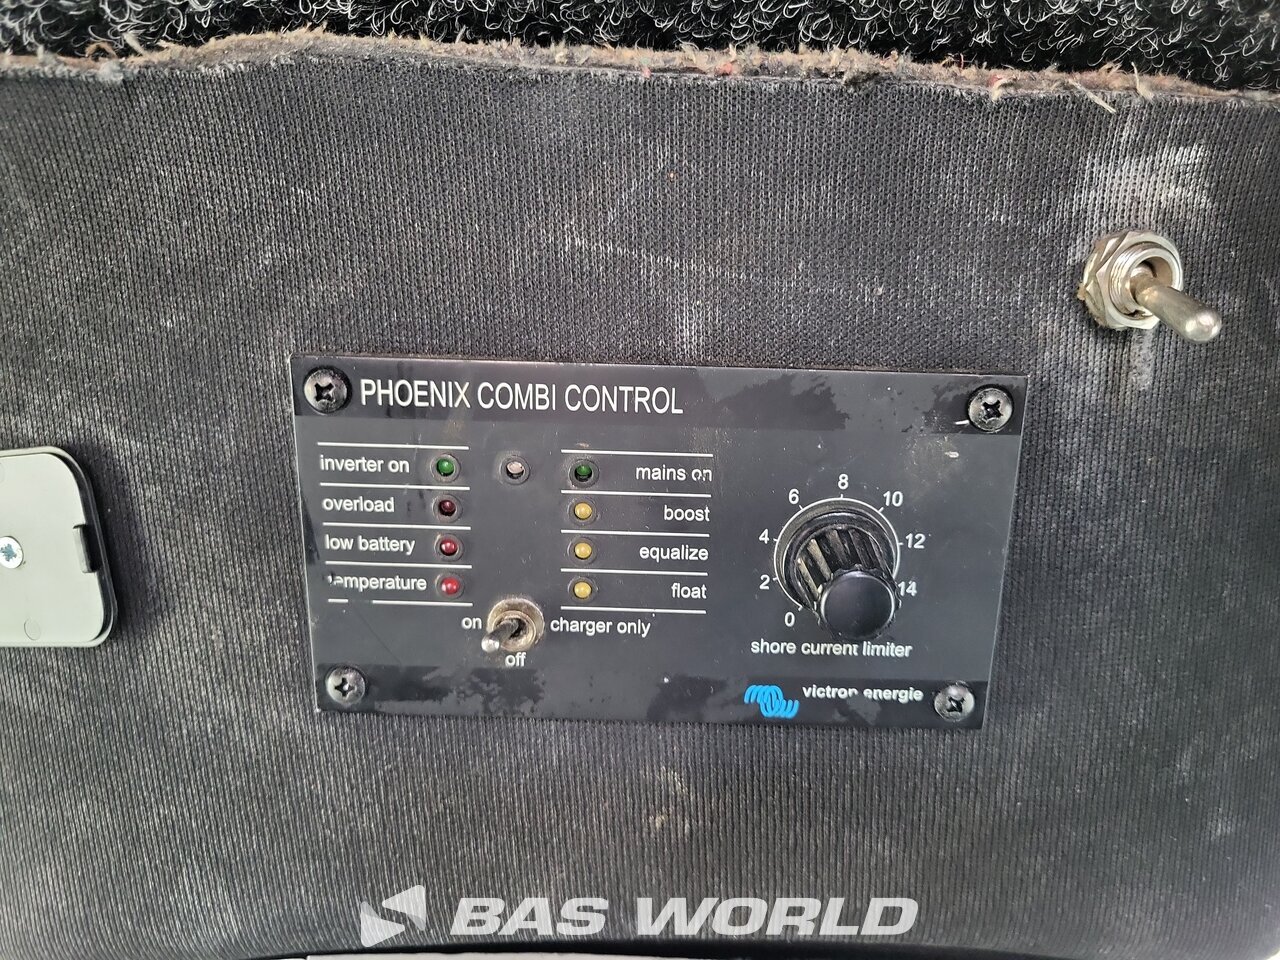 PHOENIX COMBI CONTROL
inverter on
overload
low battery
temperature
mains on
boost
equalize
float
on
charger only
off
0
2
4
6
8
10
12
14
shore current limiter
victron energie
BAS WORLD